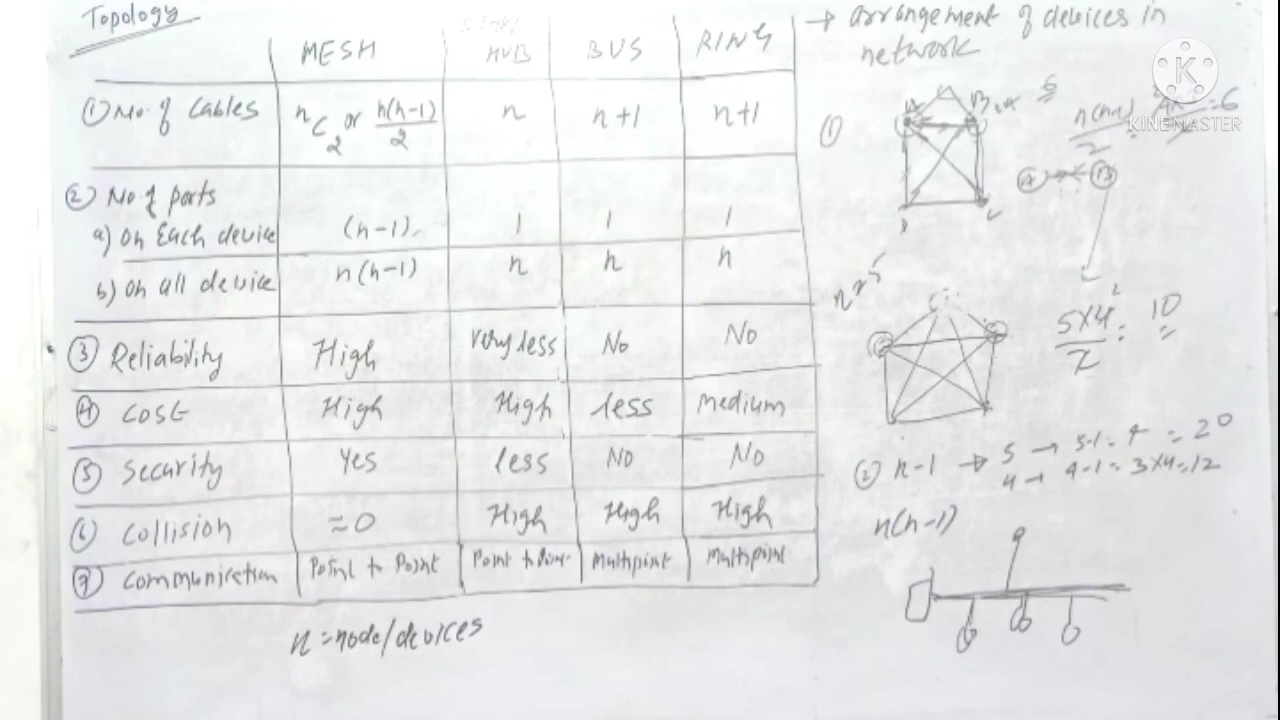 Topology
→ arrangement of devices in
network
MESH HUB BUS RING
① No. of Cables nC2 or n(n-1)/2 n n+1 n+1
② No of ports
a) on Each device (n-1) 1 1 1
b) on all device n(n-1) n n n
③ Reliability High very less No No
④ Cost High High less Medium
⑤ Security Yes less No No
⑥ Collision ≈0 High High High
⑦ Communication Point to Point Point to Multipoint Multipoint
n = node/devices
①
= 6
K
KINEMASTER
A B
5×4/2 = 10
② n-1 → 5 → 5-1 = 4 = 20
4 → 4-1 = 3×4=12
n(n-1)